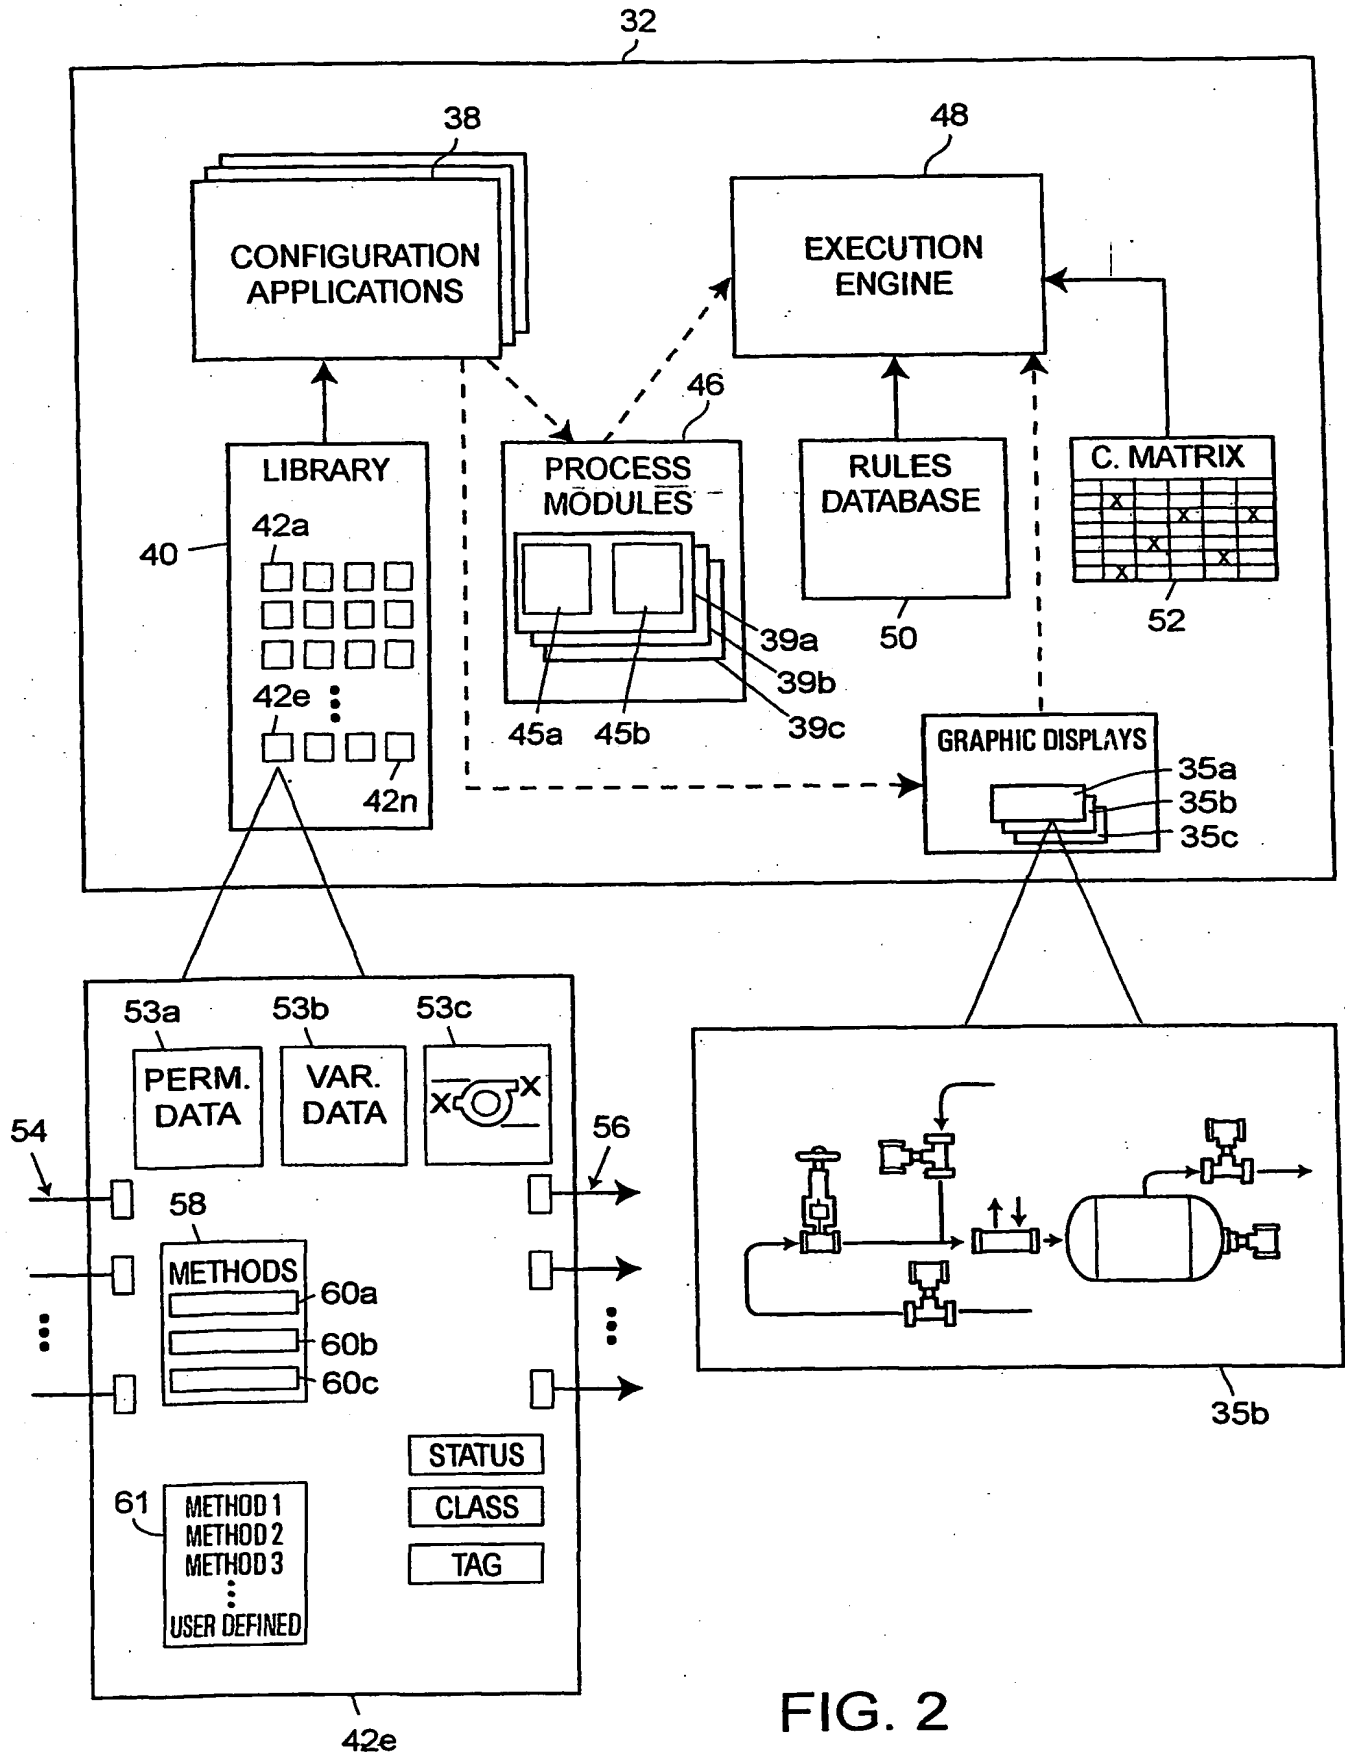 32
38
48
CONFIGURATION
APPLICATIONS
EXECUTION
ENGINE
46
LIBRARY
42a
40
42e
42n
PROCESS
MODULES
39a
39b
39c
45a
45b
RULES
DATABASE
50
C. MATRIX
X
X
X
X
X
X
52
GRAPHIC DISPLAYS
35a
35b
35c
53a
53b
53c
PERM.
DATA
VAR.
DATA
X
X
54
56
58
METHODS
60a
60b
60c
STATUS
CLASS
TAG
61
METHOD 1
METHOD 2
METHOD 3
USER DEFINED
42e
35b
FIG. 2